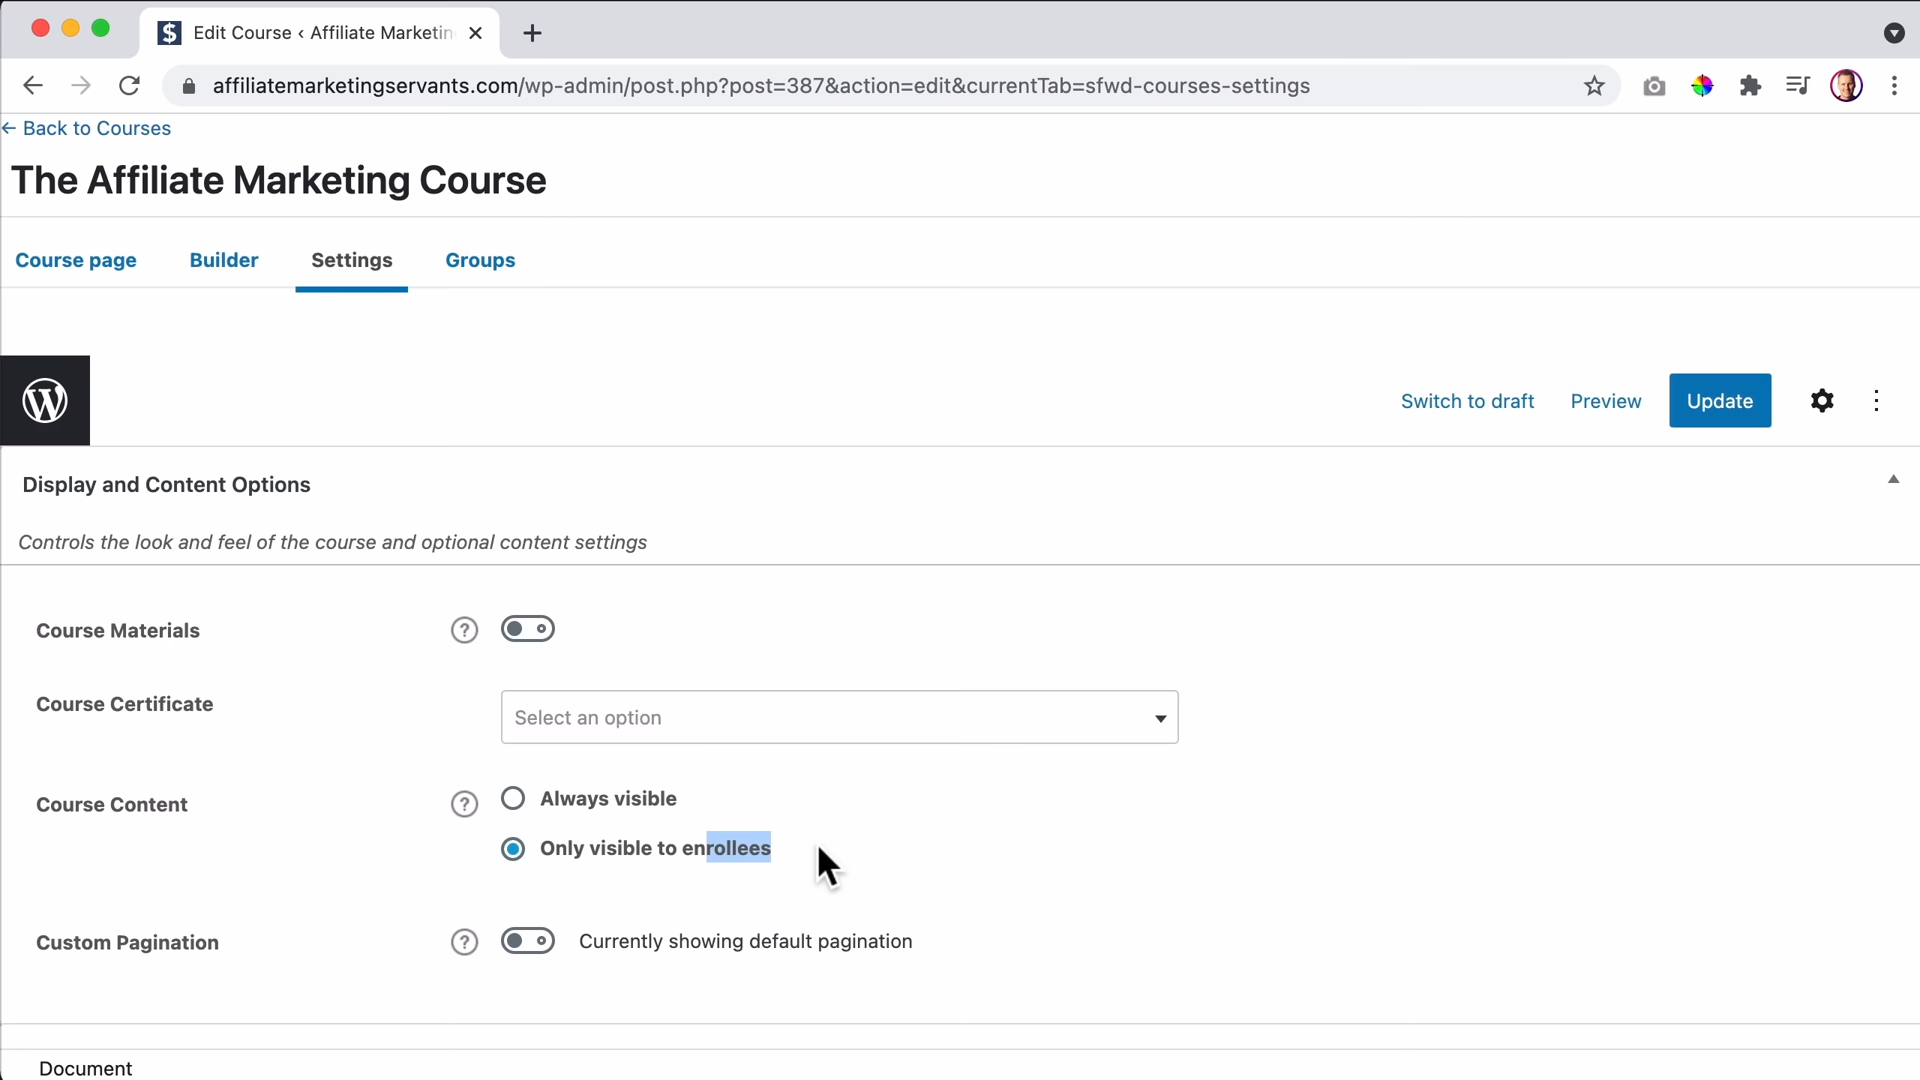 Edit Course ‹ Affiliate Marketin
affiliatemarketingservants.com/wp-admin/post.php?post=387&action=edit&currentTab=sfwd-courses-settings
← Back to Courses
The Affiliate Marketing Course
Course page Builder Settings Groups
Switch to draft Preview Update
Display and Content Options
Controls the look and feel of the course and optional content settings
Course Materials
Course Certificate Select an option
Course Content Always visible
Only visible to enrollees
Custom Pagination Currently showing default pagination
Document